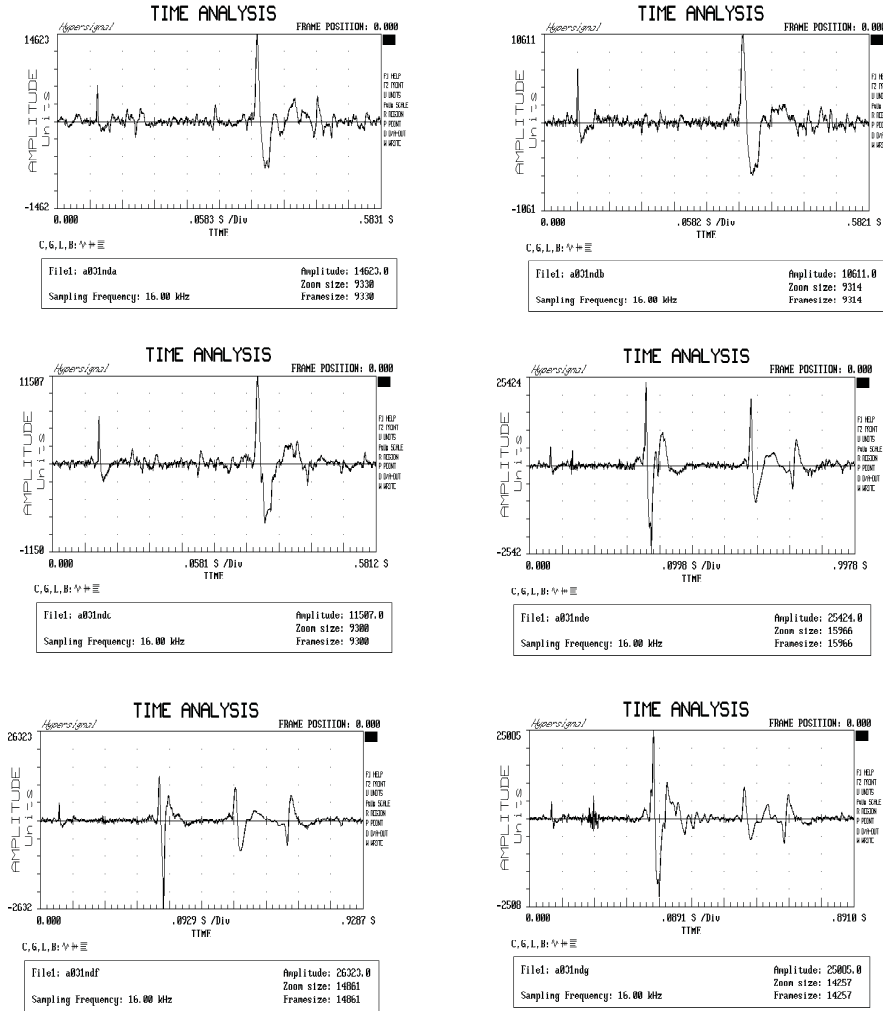 TIME ANALYSIS
Hypersignal FRAME POSITION: 0.000
14623
AMPLITUDE
Units
-1462
F1 HELP
F2 PRINT
U UNITS
PgUp SCALE
R REGION
P POINT
D D/A-OUT
W WRITE
0.000 .0583 S /Div .5831 S
TIME
C,G,L,B:
File1: a031nda Amplitude: 14623.0
Zoom size: 9330
Sampling Frequency: 16.00 kHz Framesize: 9330
TIME ANALYSIS
Hypersignal FRAME POSITION: 0.000
10611
AMPLITUDE
Units
-1061
0.000 .0582 S /Div .5821 S
TIME
C,G,L,B:
File1: a031ndb Amplitude: 10611.0
Zoom size: 9314
Sampling Frequency: 16.00 kHz Framesize: 9314
TIME ANALYSIS
Hypersignal FRAME POSITION: 0.000
11507
AMPLITUDE
Units
-1150
F1 HELP
F2 PRINT
U UNITS
PgUp SCALE
R REGION
P POINT
D D/A-OUT
W WRITE
0.000 .0581 S /Div .5812 S
TIME
C,G,L,B:
File1: a031ndc Amplitude: 11507.0
Zoom size: 9300
Sampling Frequency: 16.00 kHz Framesize: 9300
TIME ANALYSIS
Hypersignal FRAME POSITION: 0.000
25424
AMPLITUDE
Units
-2542
F1 HELP
F2 PRINT
U UNITS
PgUp SCALE
R REGION
P POINT
D D/A-OUT
W WRITE
0.000 .0998 S /Div .9978 S
TIME
C,G,L,B:
File1: a031nde Amplitude: 25424.0
Zoom size: 15966
Sampling Frequency: 16.00 kHz Framesize: 15966
TIME ANALYSIS
Hypersignal FRAME POSITION: 0.000
26323
AMPLITUDE
Units
-2632
F1 HELP
F2 PRINT
U UNITS
PgUp SCALE
R REGION
P POINT
D D/A-OUT
W WRITE
0.000 .0929 S /Div .9287 S
TIME
C,G,L,B:
File1: a031ndf Amplitude: 26323.0
Zoom size: 14861
Sampling Frequency: 16.00 kHz Framesize: 14861
TIME ANALYSIS
Hypersignal FRAME POSITION: 0.000
25085
AMPLITUDE
Units
-2508
F1 HELP
F2 PRINT
U UNITS
PgUp SCALE
R REGION
P POINT
D D/A-OUT
W WRITE
0.000 .0891 S /Div .8910 S
TIME
C,G,L,B:
File1: a031ndg Amplitude: 25085.0
Zoom size: 14257
Sampling Frequency: 16.00 kHz Framesize: 14257